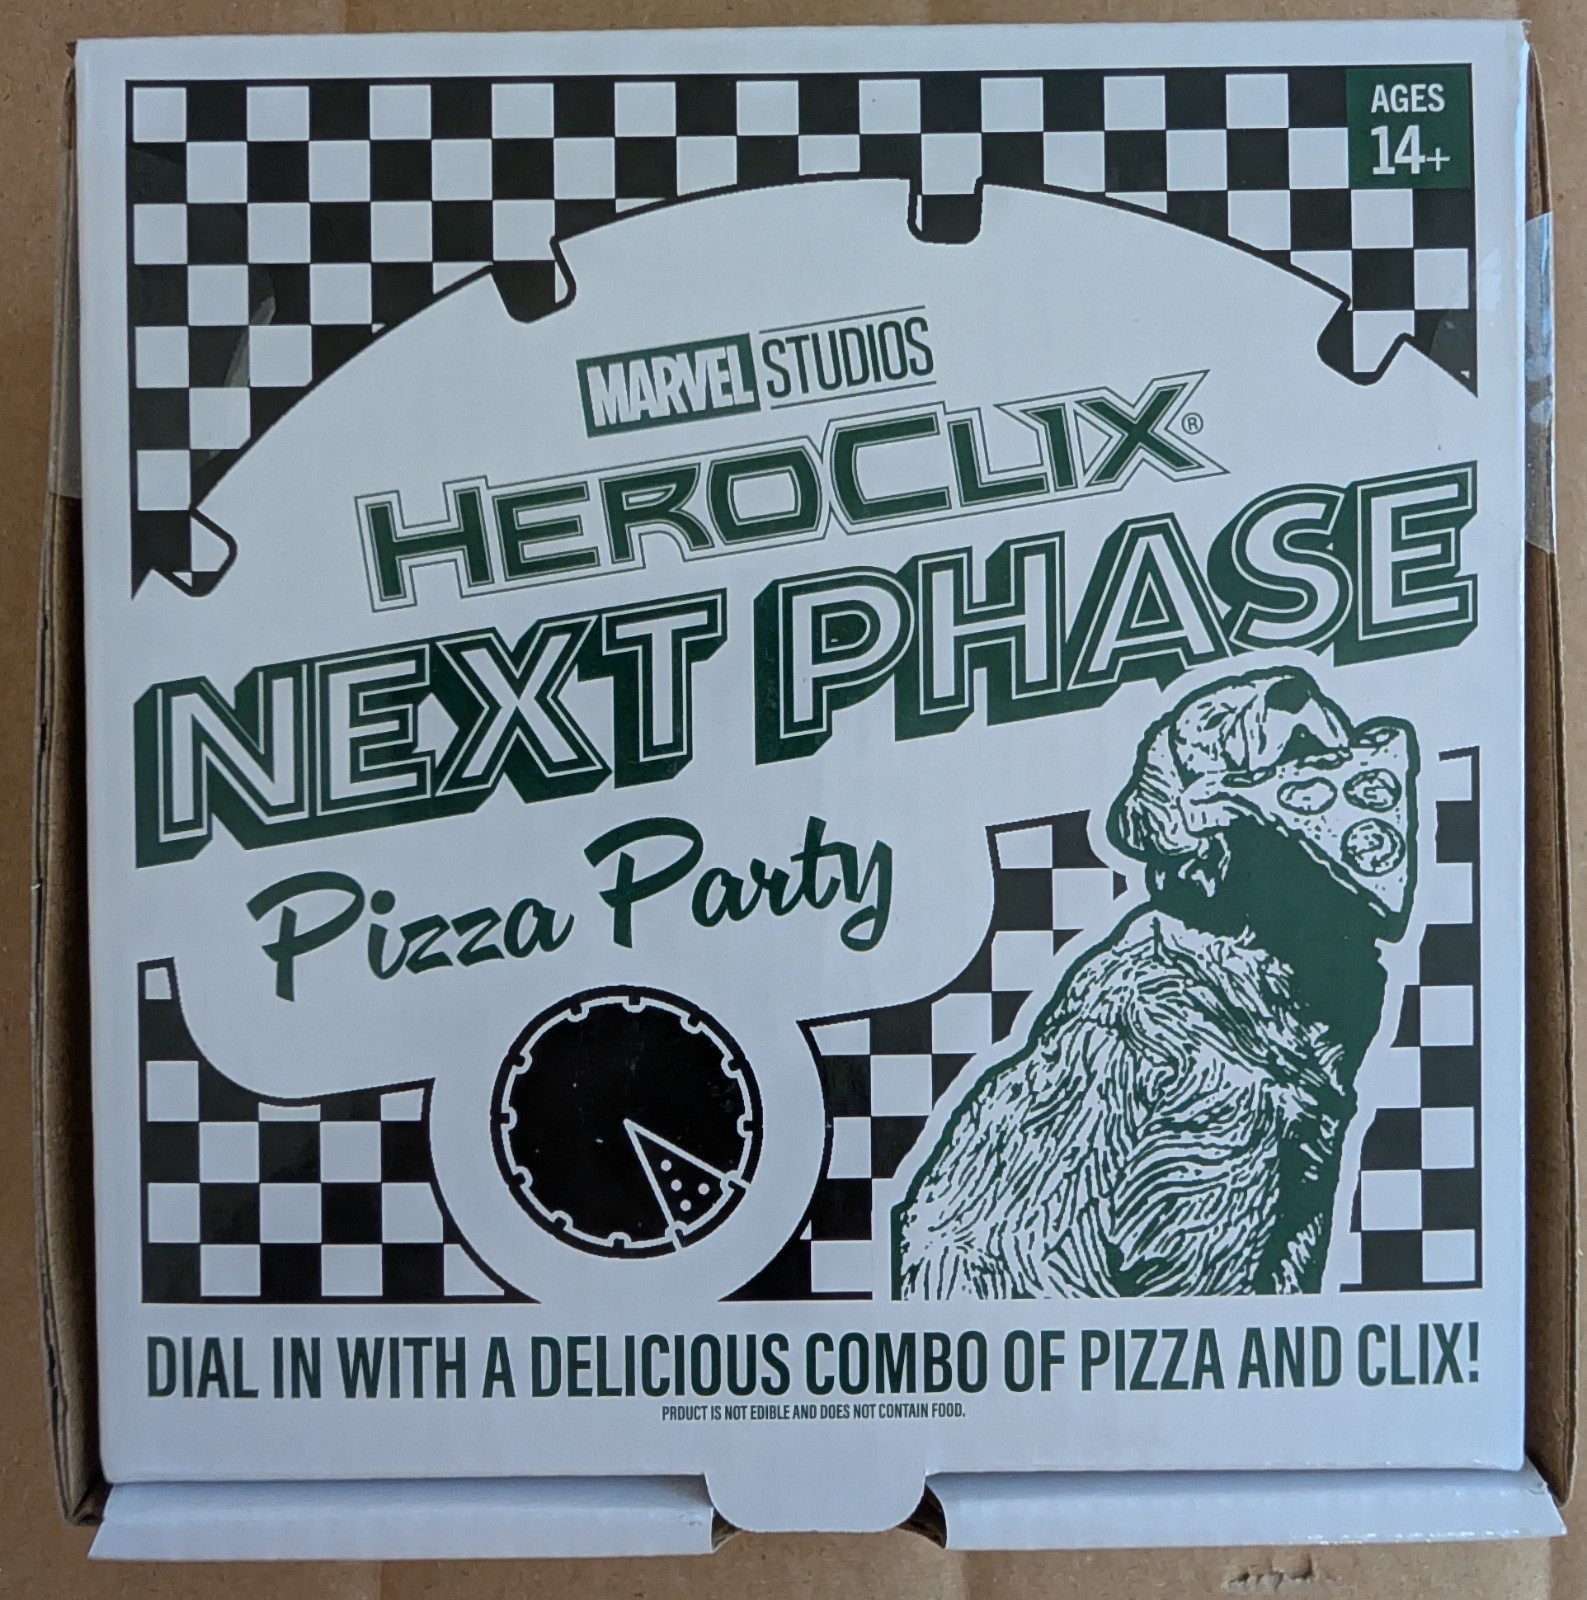 AGES
14+
MARVEL STUDIOS
HEROCLIX®
NEXT PHASE
Pizza Party
DIAL IN WITH A DELICIOUS COMBO OF PIZZA AND CLIX!
PRDUCT IS NOT EDIBLE AND DOES NOT CONTAIN FOOD.